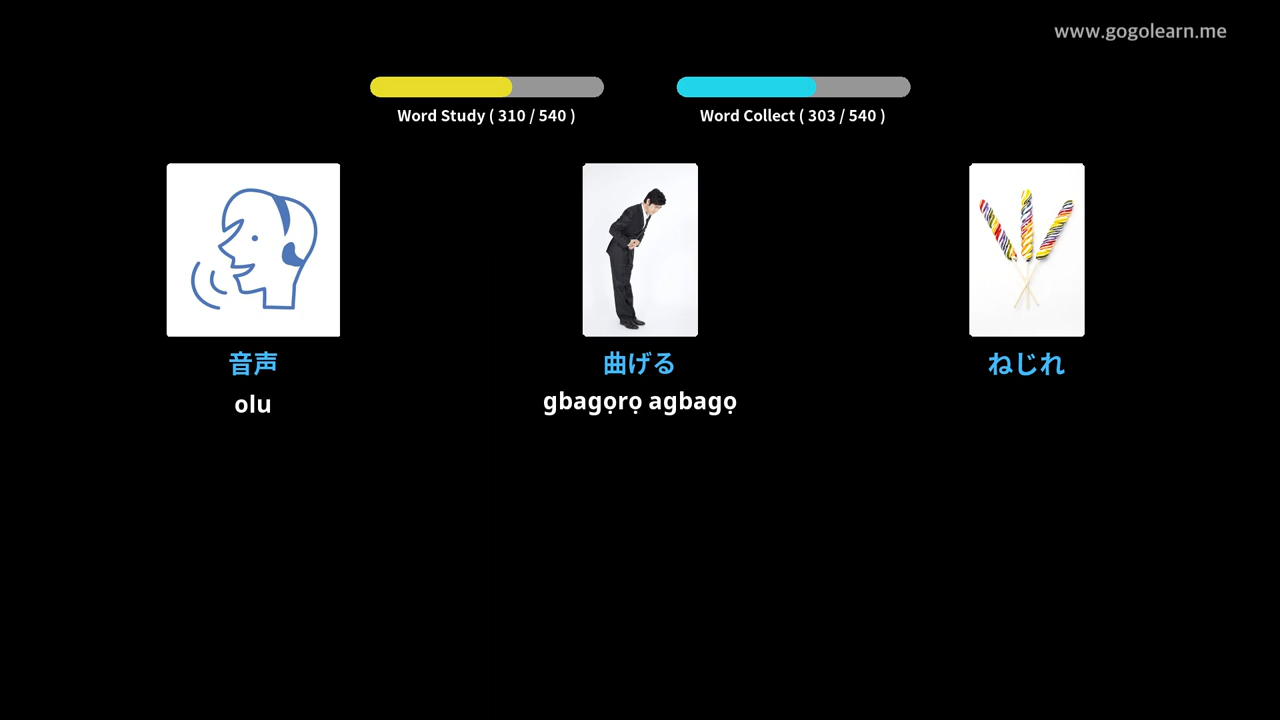 www.gogolearn.me
Word Study ( 310 / 540 )
Word Collect ( 303 / 540 )
音声
曲げる
ねじれ
olu
gbagọrọ agbagọ